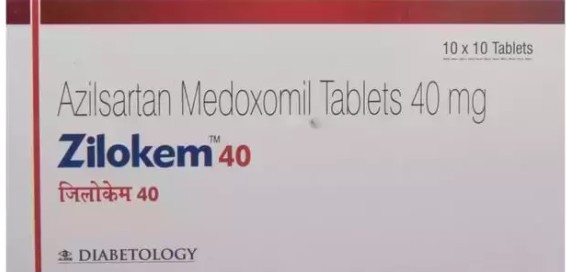 10 x 10 Tablets
Azilsartan Medoxomil Tablets 40 mg
Zilokem™ 40
जिलोकेम 40
DIABETOLOGY